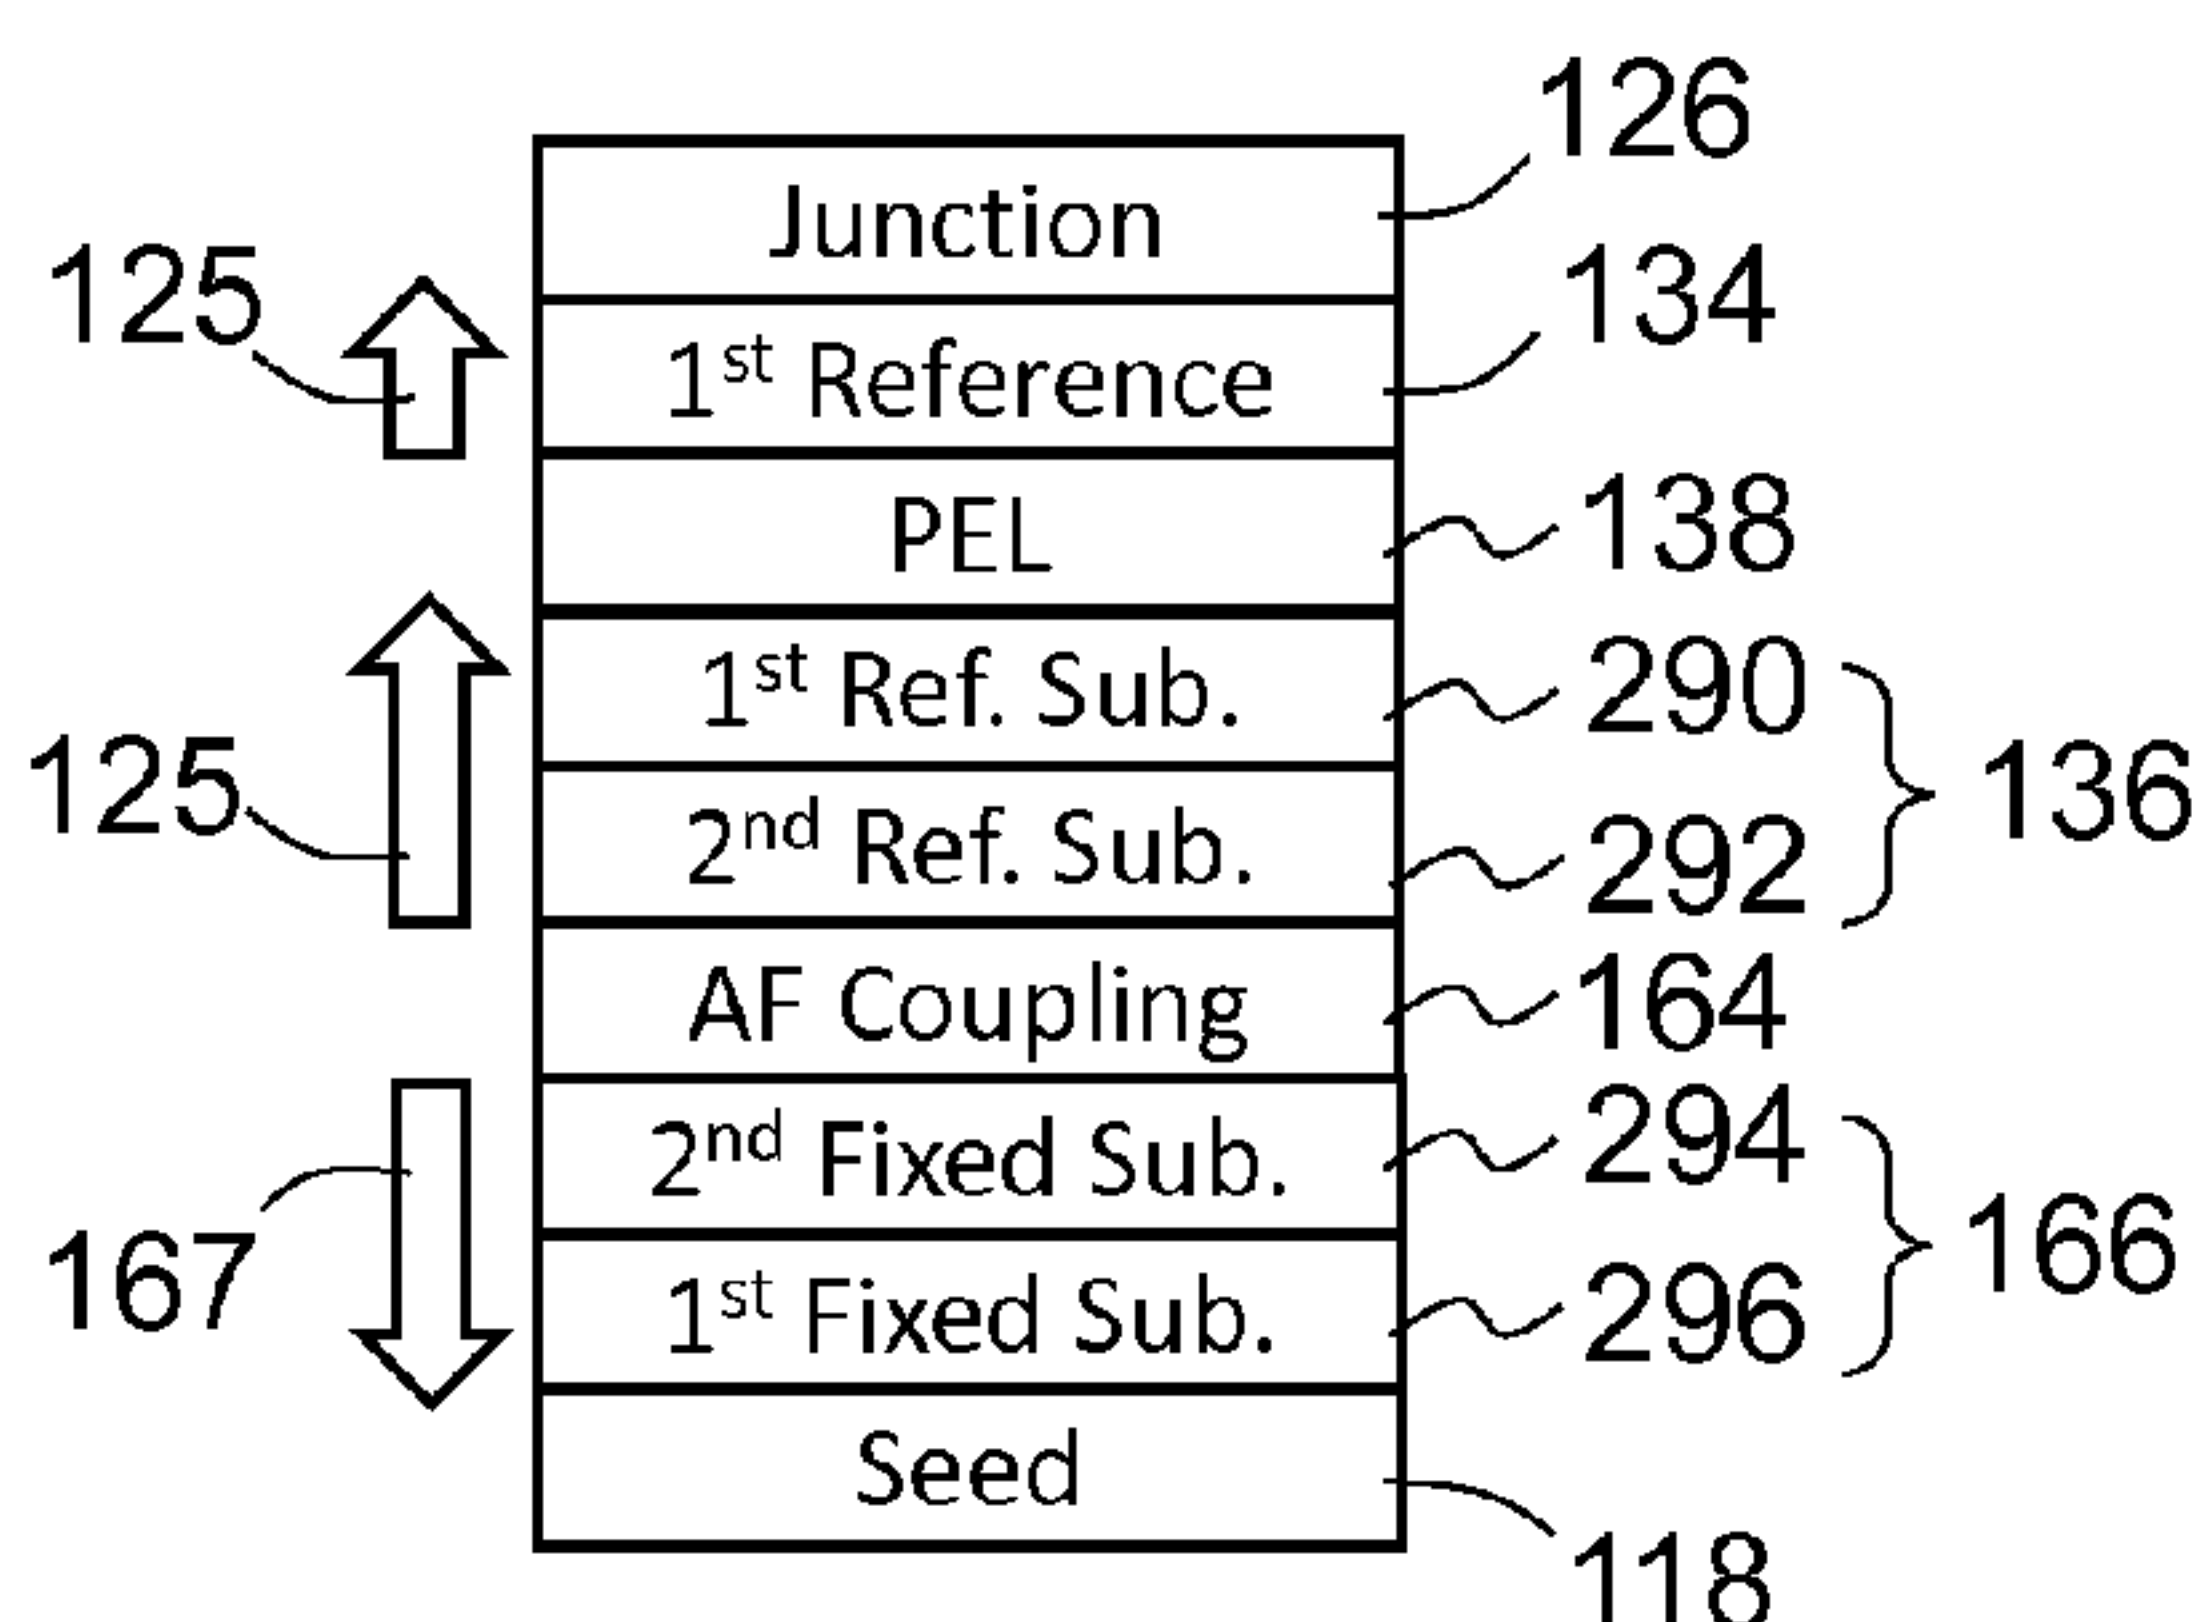 126
Junction
125
134
1st Reference
138
PEL
290
1st Ref. Sub.
125
136
2nd Ref. Sub.
292
AF Coupling
164
2nd Fixed Sub.
294
167
166
1st Fixed Sub.
296
Seed
118